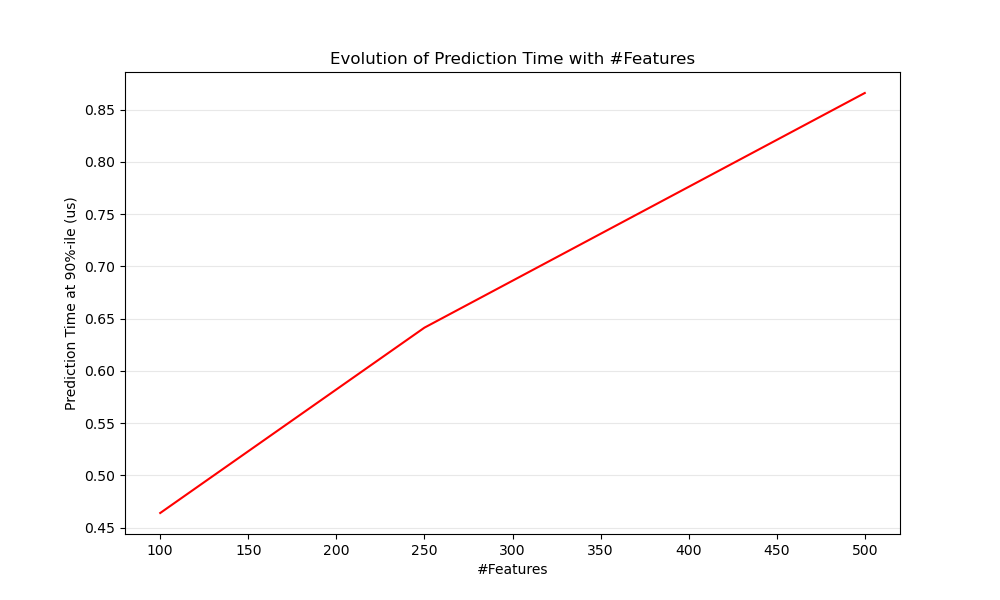 Evolution of Prediction Time with #Features
Prediction Time at 90%-ile (us)
0.85
0.80
0.75
0.70
0.65
0.60
0.55
0.50
0.45
100 150 200 250 300 350 400 450 500
#Features